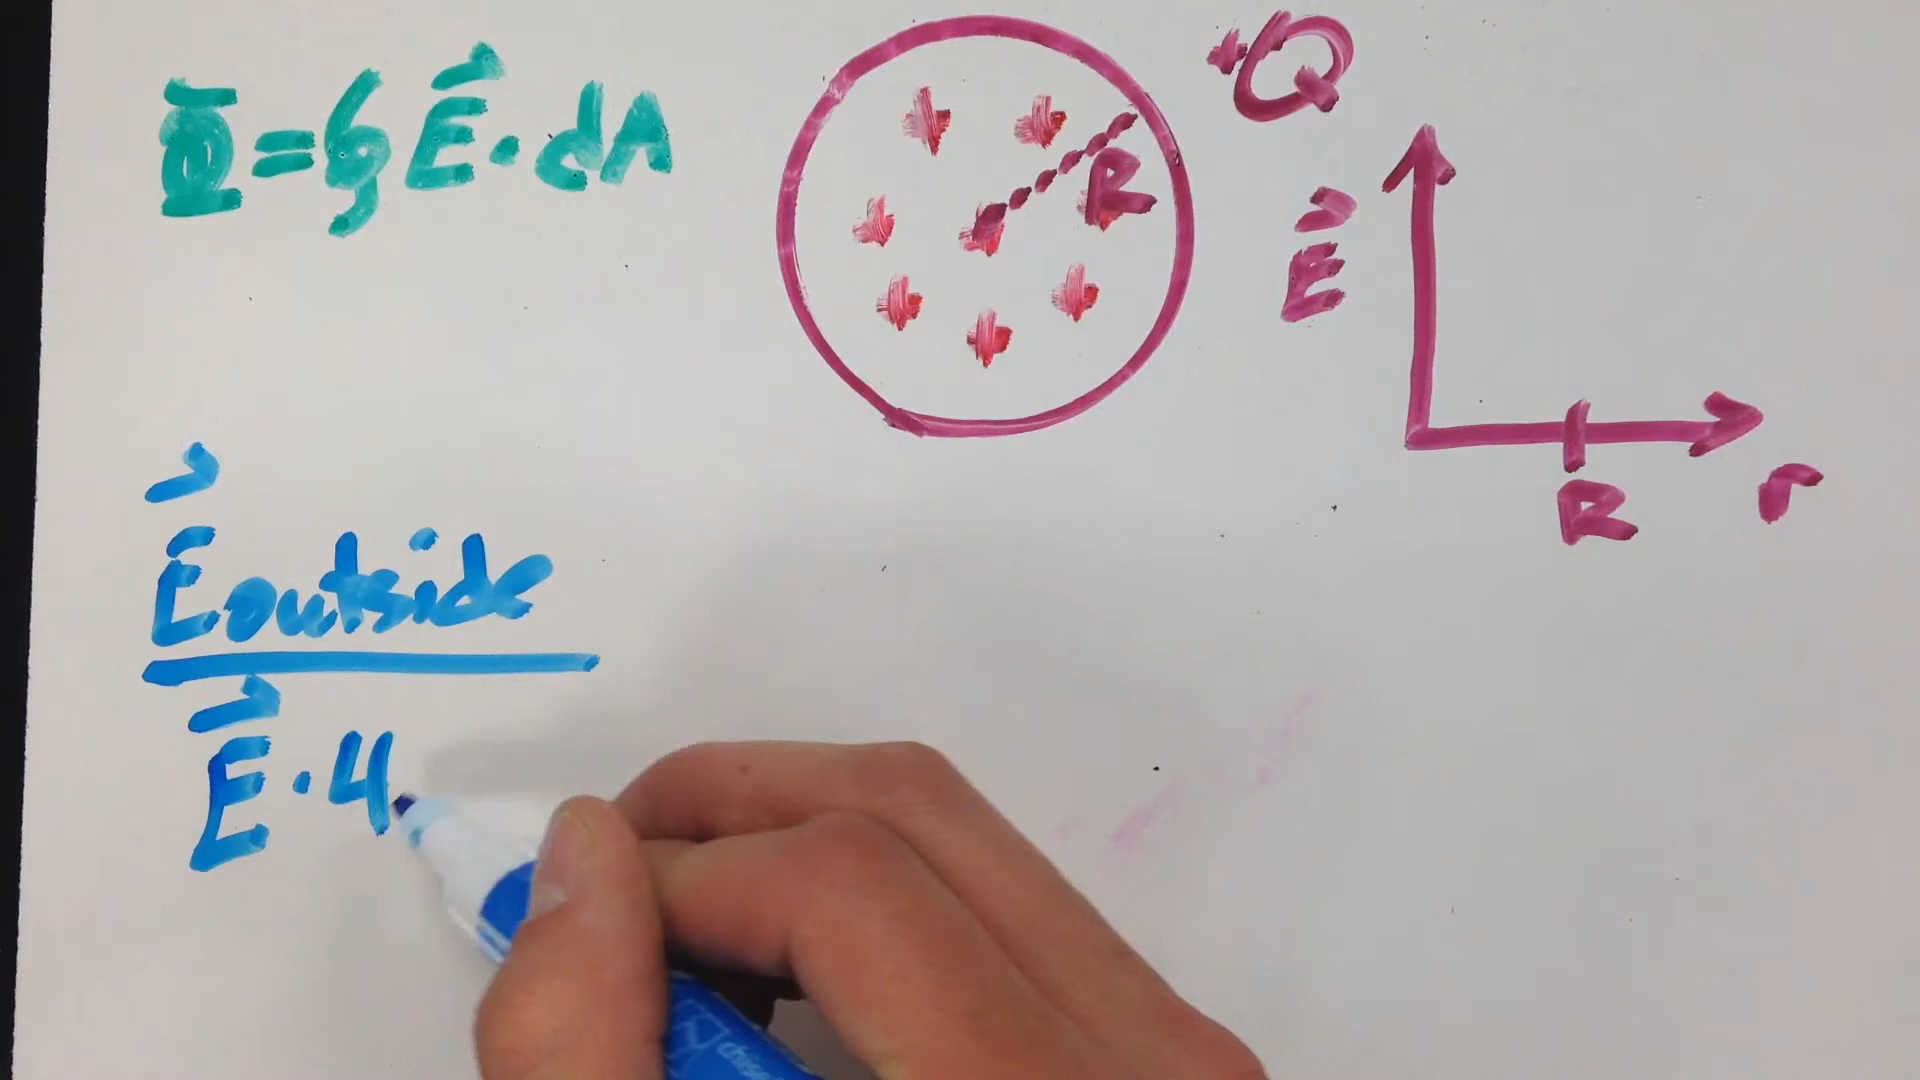 Φ = ∮ E⃗ · dA
+Q
R
E⃗
R
r
E⃗outside
E⃗ · 4